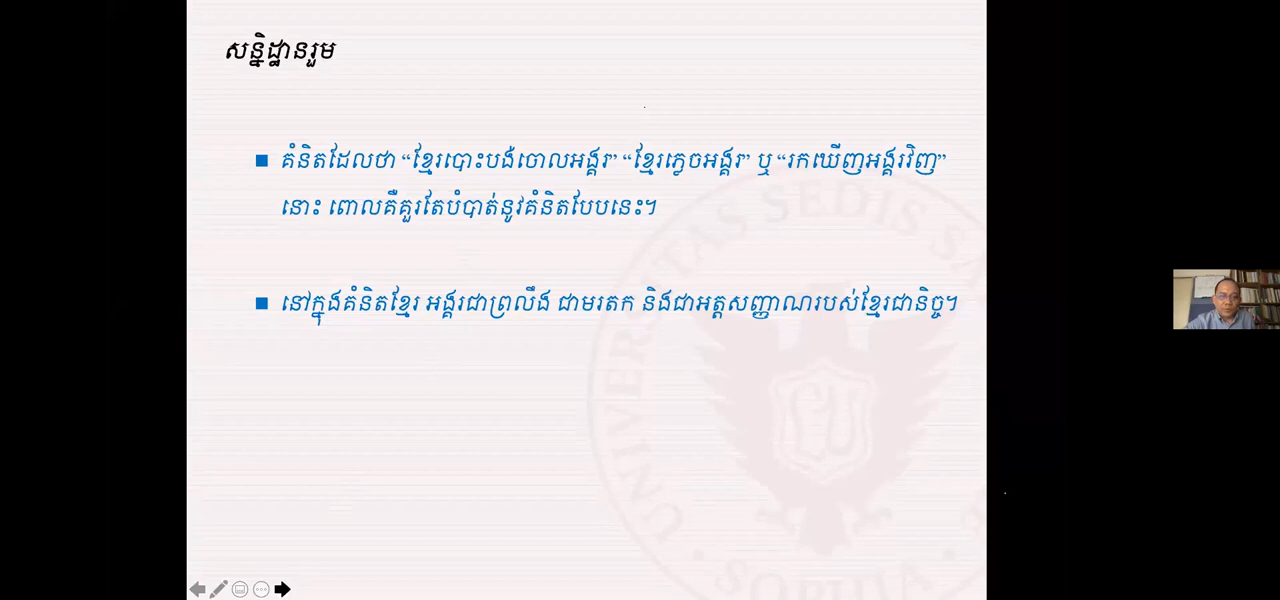 សន្និដ្ឋានរួម
គំនិតដែលថា “ខ្មែរបោះបង់ចោលអង្គរ” “ខ្មែរភ្លេចអង្គរ” ឬ “រកឃើញអង្គរវិញ”
នោះ ពោលគឺគួរតែបំបាត់នូវគំនិតបែបនេះ។
នៅក្នុងគំនិតខ្មែរ អង្គរជាព្រលឹង ជាមរតក និងជាអត្តសញ្ញាណរបស់ខ្មែរជានិច្ច។
UNIVERSITAS SEDIS SA
SOPHIA